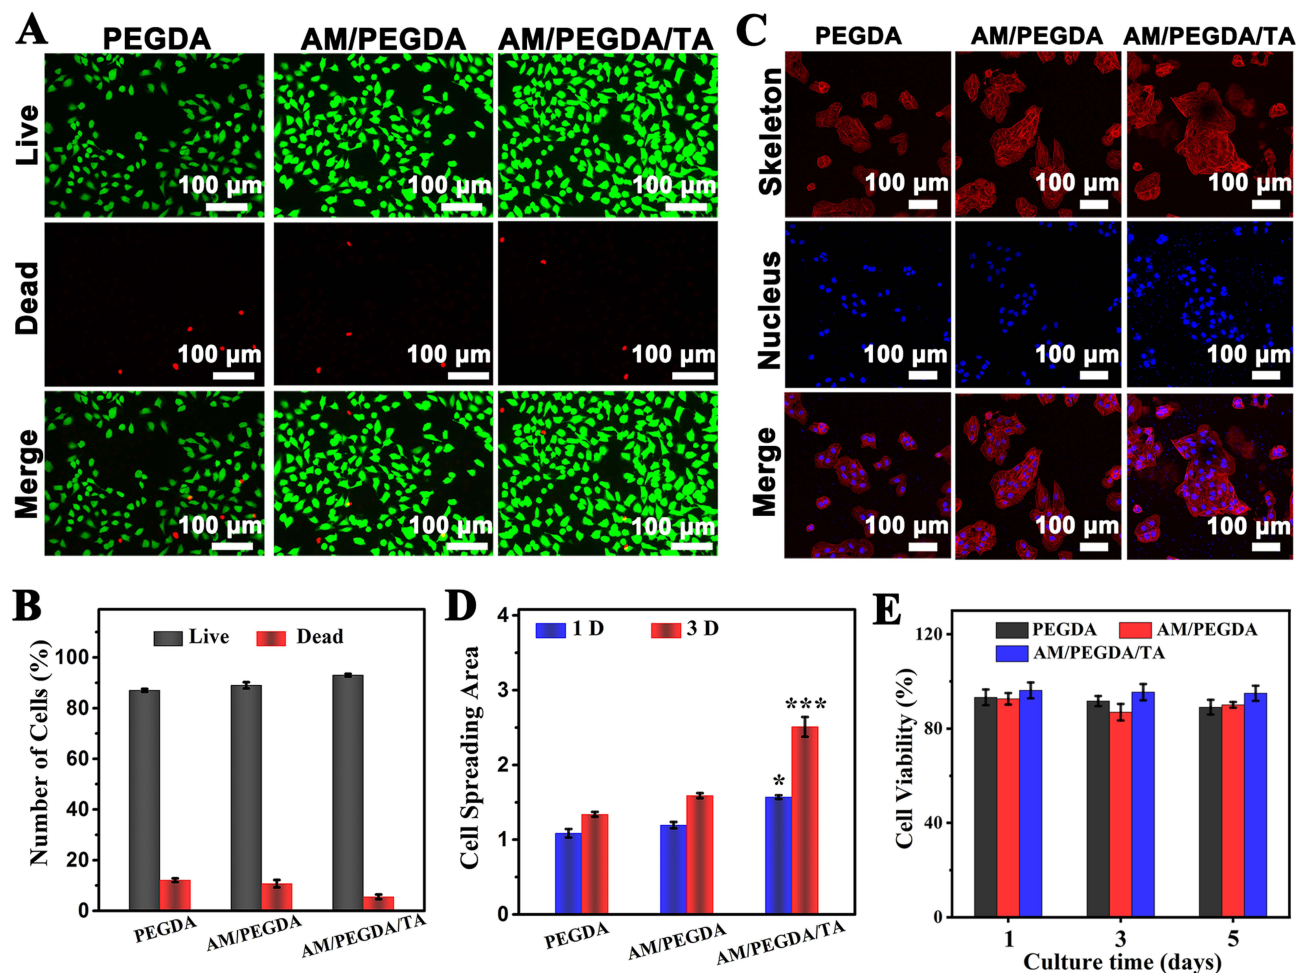 A
PEGDA AM/PEGDA AM/PEGDA/TA
Live
100 μm 100 μm 100 μm
Dead
100 μm 100 μm 100 μm
Merge
100 μm 100 μm 100 μm
C
PEGDA AM/PEGDA AM/PEGDA/TA
Skeleton
100 μm 100 μm 100 μm
Nucleus
100 μm 100 μm 100 μm
Merge
100 μm 100 μm 100 μm
B
Live Dead
Number of Cells (%)
100
80
60
40
20
0
PEGDA AM/PEGDA AM/PEGDA/TA
D
1 D 3 D
Cell Spreading Area
4
3
2
1
0
* ***
PEGDA AM/PEGDA AM/PEGDA/TA
E
PEGDA AM/PEGDA
AM/PEGDA/TA
Cell Viability (%)
120
80
40
0
1 3 5
Culture time (days)